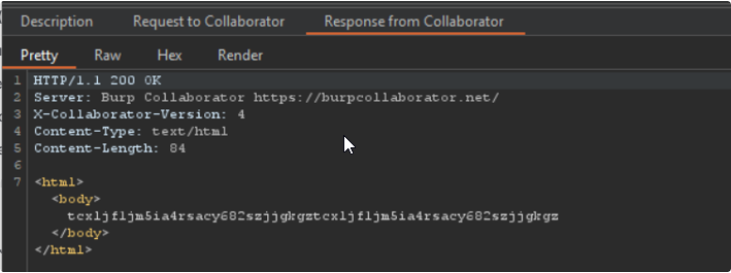 Description Request to Collaborator Response from Collaborator
Pretty Raw Hex Render
1 HTTP/1.1 200 OK
2 Server: Burp Collaborator https://burpcollaborator.net/
3 X-Collaborator-Version: 4
4 Content-Type: text/html
5 Content-Length: 84
6
7 <html>
<body>
tcxljfljm5ia4rsacy682szjjgkgztcxljfljm5ia4rsacy682szjjgkgz
</body>
</html>